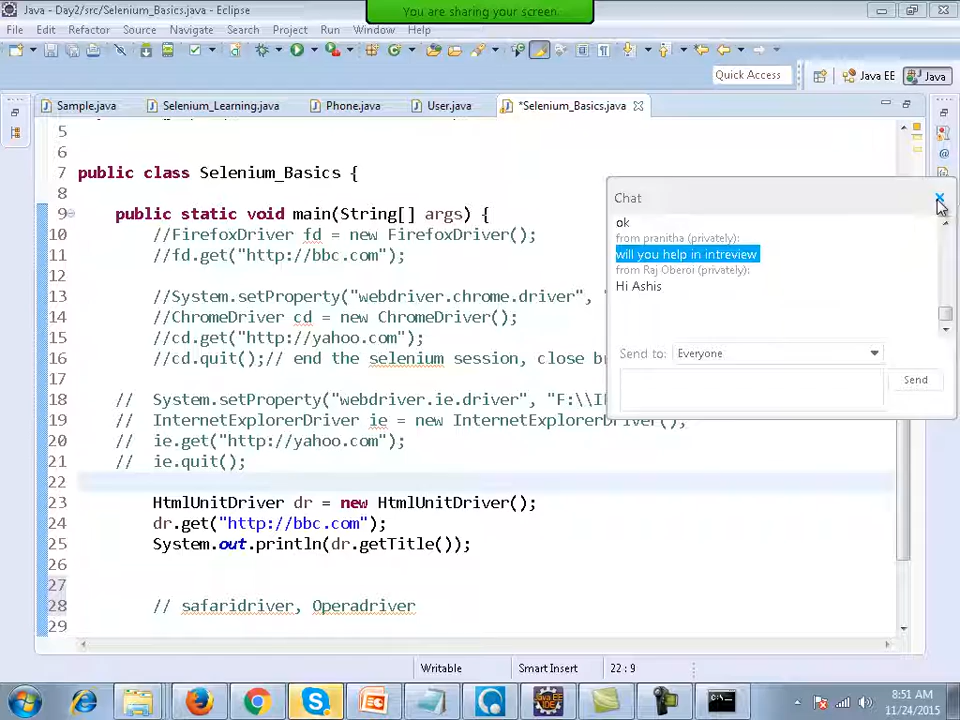 You are sharing your screen
Java - Day2/src/Selenium_Basics.java - Eclipse
File Edit Refactor Source Navigate Search Project Run Window Help
Quick Access Java EE Java
Sample.java Selenium_Learning.java Phone.java User.java *Selenium_Basics.java
5
6
7 public class Selenium_Basics {
8
9 public static void main(String[] args) {
10 //FirefoxDriver fd = new FirefoxDriver();
11 //fd.get("http://bbc.com");
12
13 //System.setProperty("webdriver.chrome.driver", "
14 //ChromeDriver cd = new ChromeDriver();
15 //cd.get("http://yahoo.com");
16 //cd.quit();// end the selenium session, close b
17
18 // System.setProperty("webdriver.ie.driver", "F:\\I
19 // InternetExplorerDriver ie = new InternetExplorerDriver();
20 // ie.get("http://yahoo.com");
21 // ie.quit();
22
23 HtmlUnitDriver dr = new HtmlUnitDriver();
24 dr.get("http://bbc.com");
25 System.out.println(dr.getTitle());
26
27
28 // safaridriver, Operadriver
29
Chat
ok
from pranitha (privately):
will you help in intreview
from Raj Oberoi (privately):
Hi Ashis
Send to: Everyone
Send
Writable Smart Insert 22 : 9
8:51 AM
11/24/2015